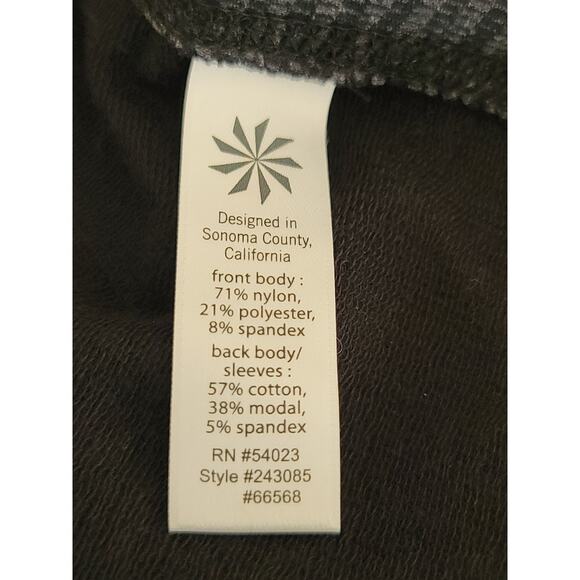 Designed in
Sonoma County,
California
front body :
71% nylon,
21% polyester,
8% spandex
back body/
sleeves :
57% cotton,
38% modal,
5% spandex
RN #54023
Style #243085
#66568